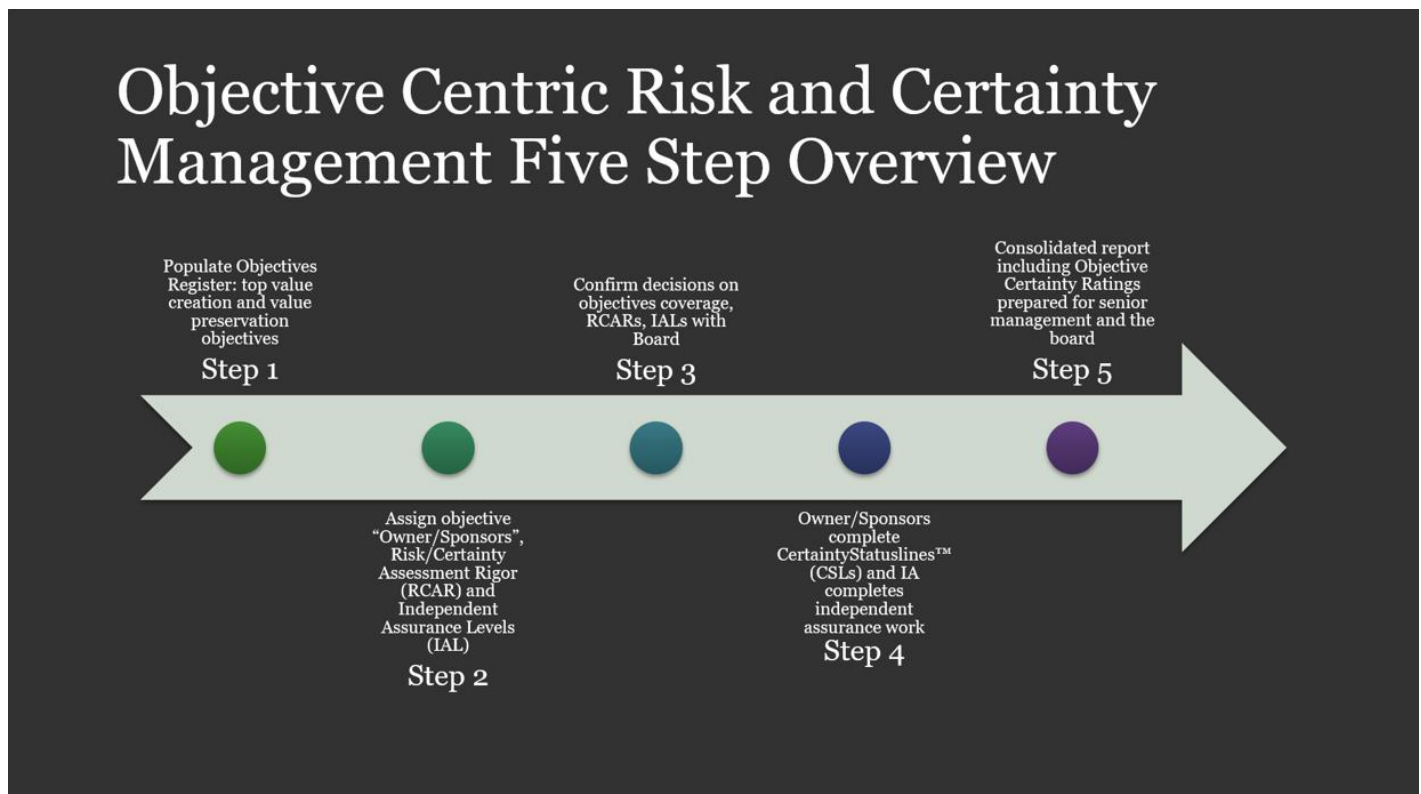 Objective Centric Risk and Certainty
Management Five Step Overview
Populate Objectives
Register: top value
creation and value
preservation
objectives
Step 1
Assign objective
“Owner/Sponsors”,
Risk/Certainty
Assessment Rigor
(RCAR) and
Independent
Assurance Levels
(IAL)
Step 2
Confirm decisions on
objectives coverage,
RCARs, IALs with
Board
Step 3
Owner/Sponsors
complete
CertaintyStatuslines™
(CSLs) and IA
completes
independent
assurance work
Step 4
Consolidated report
including Objective
Certainty Ratings
prepared for senior
management and the
board
Step 5